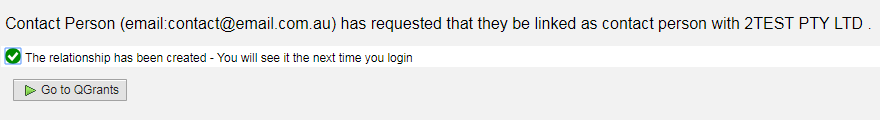 Contact Person (email:contact@email.com.au) has requested that they be linked as contact person with 2TEST PTY LTD .
The relationship has been created - You will see it the next time you login
Go to QGrants